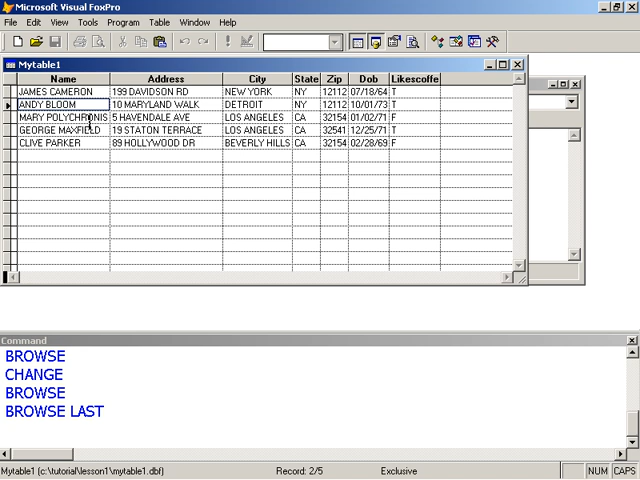 Microsoft Visual FoxPro
File Edit View Tools Program Table Window Help
Mytable1
Name Address City State Zip Dob Likescoffe
JAMES CAMERON 199 DAVIDSON RD NEW YORK NY 12112 07/18/64 T
ANDY BLOOM 10 MARYLAND WALK DETROIT NY 12112 10/01/73 T
MARY POLYCHRONIS 5 HAVENDALE AVE LOS ANGELES CA 32154 01/02/71 F
GEORGE MAXFIELD 19 STATON TERRACE LOS ANGELES CA 32541 12/25/71 T
CLIVE PARKER 89 HOLLYWOOD DR BEVERLY HILLS CA 32154 02/28/69 F
Command
BROWSE
CHANGE
BROWSE
BROWSE LAST
Mytable1 (c:\tutorial\lesson1\mytable1.dbf) Record: 2/5 Exclusive NUM CAPS